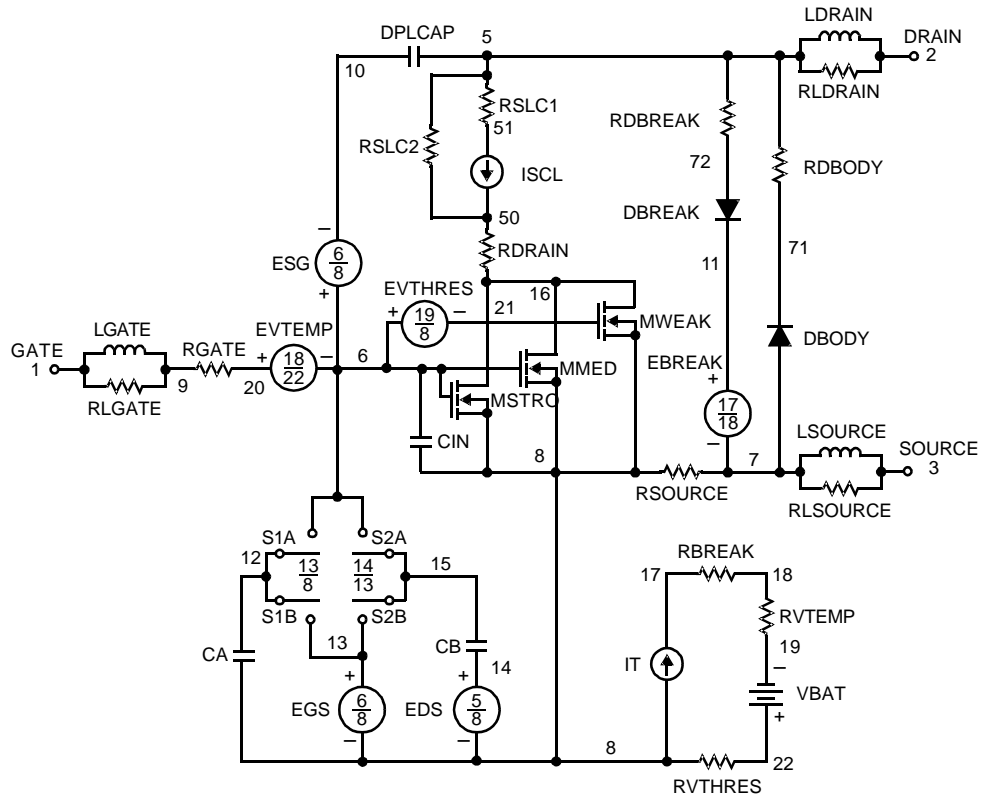 LDRAIN
DPLCAP 5 DRAIN
10 2
RLDRAIN
RSLC1
51
RDBREAK
RSLC2
72
ISCL
RDBODY
DBREAK
50
71
RDRAIN
ESG 6/8
11
EVTHRES
16
21
19/8
MWEAK
LGATE
EVTEMP
GATE
1
RGATE
18/22
6
MMED
DBODY
EBREAK
9
20
RLGATE
MSTRO
17/18
CIN
LSOURCE
SOURCE
8
7
3
RSOURCE
RLSOURCE
S1A
S2A
12
15
13/8
14/13
RBREAK
17
18
S1B
S2B
RVTEMP
13
CB
19
CA
14
IT
VBAT
EGS 6/8
EDS 5/8
8
22
RVTHRES